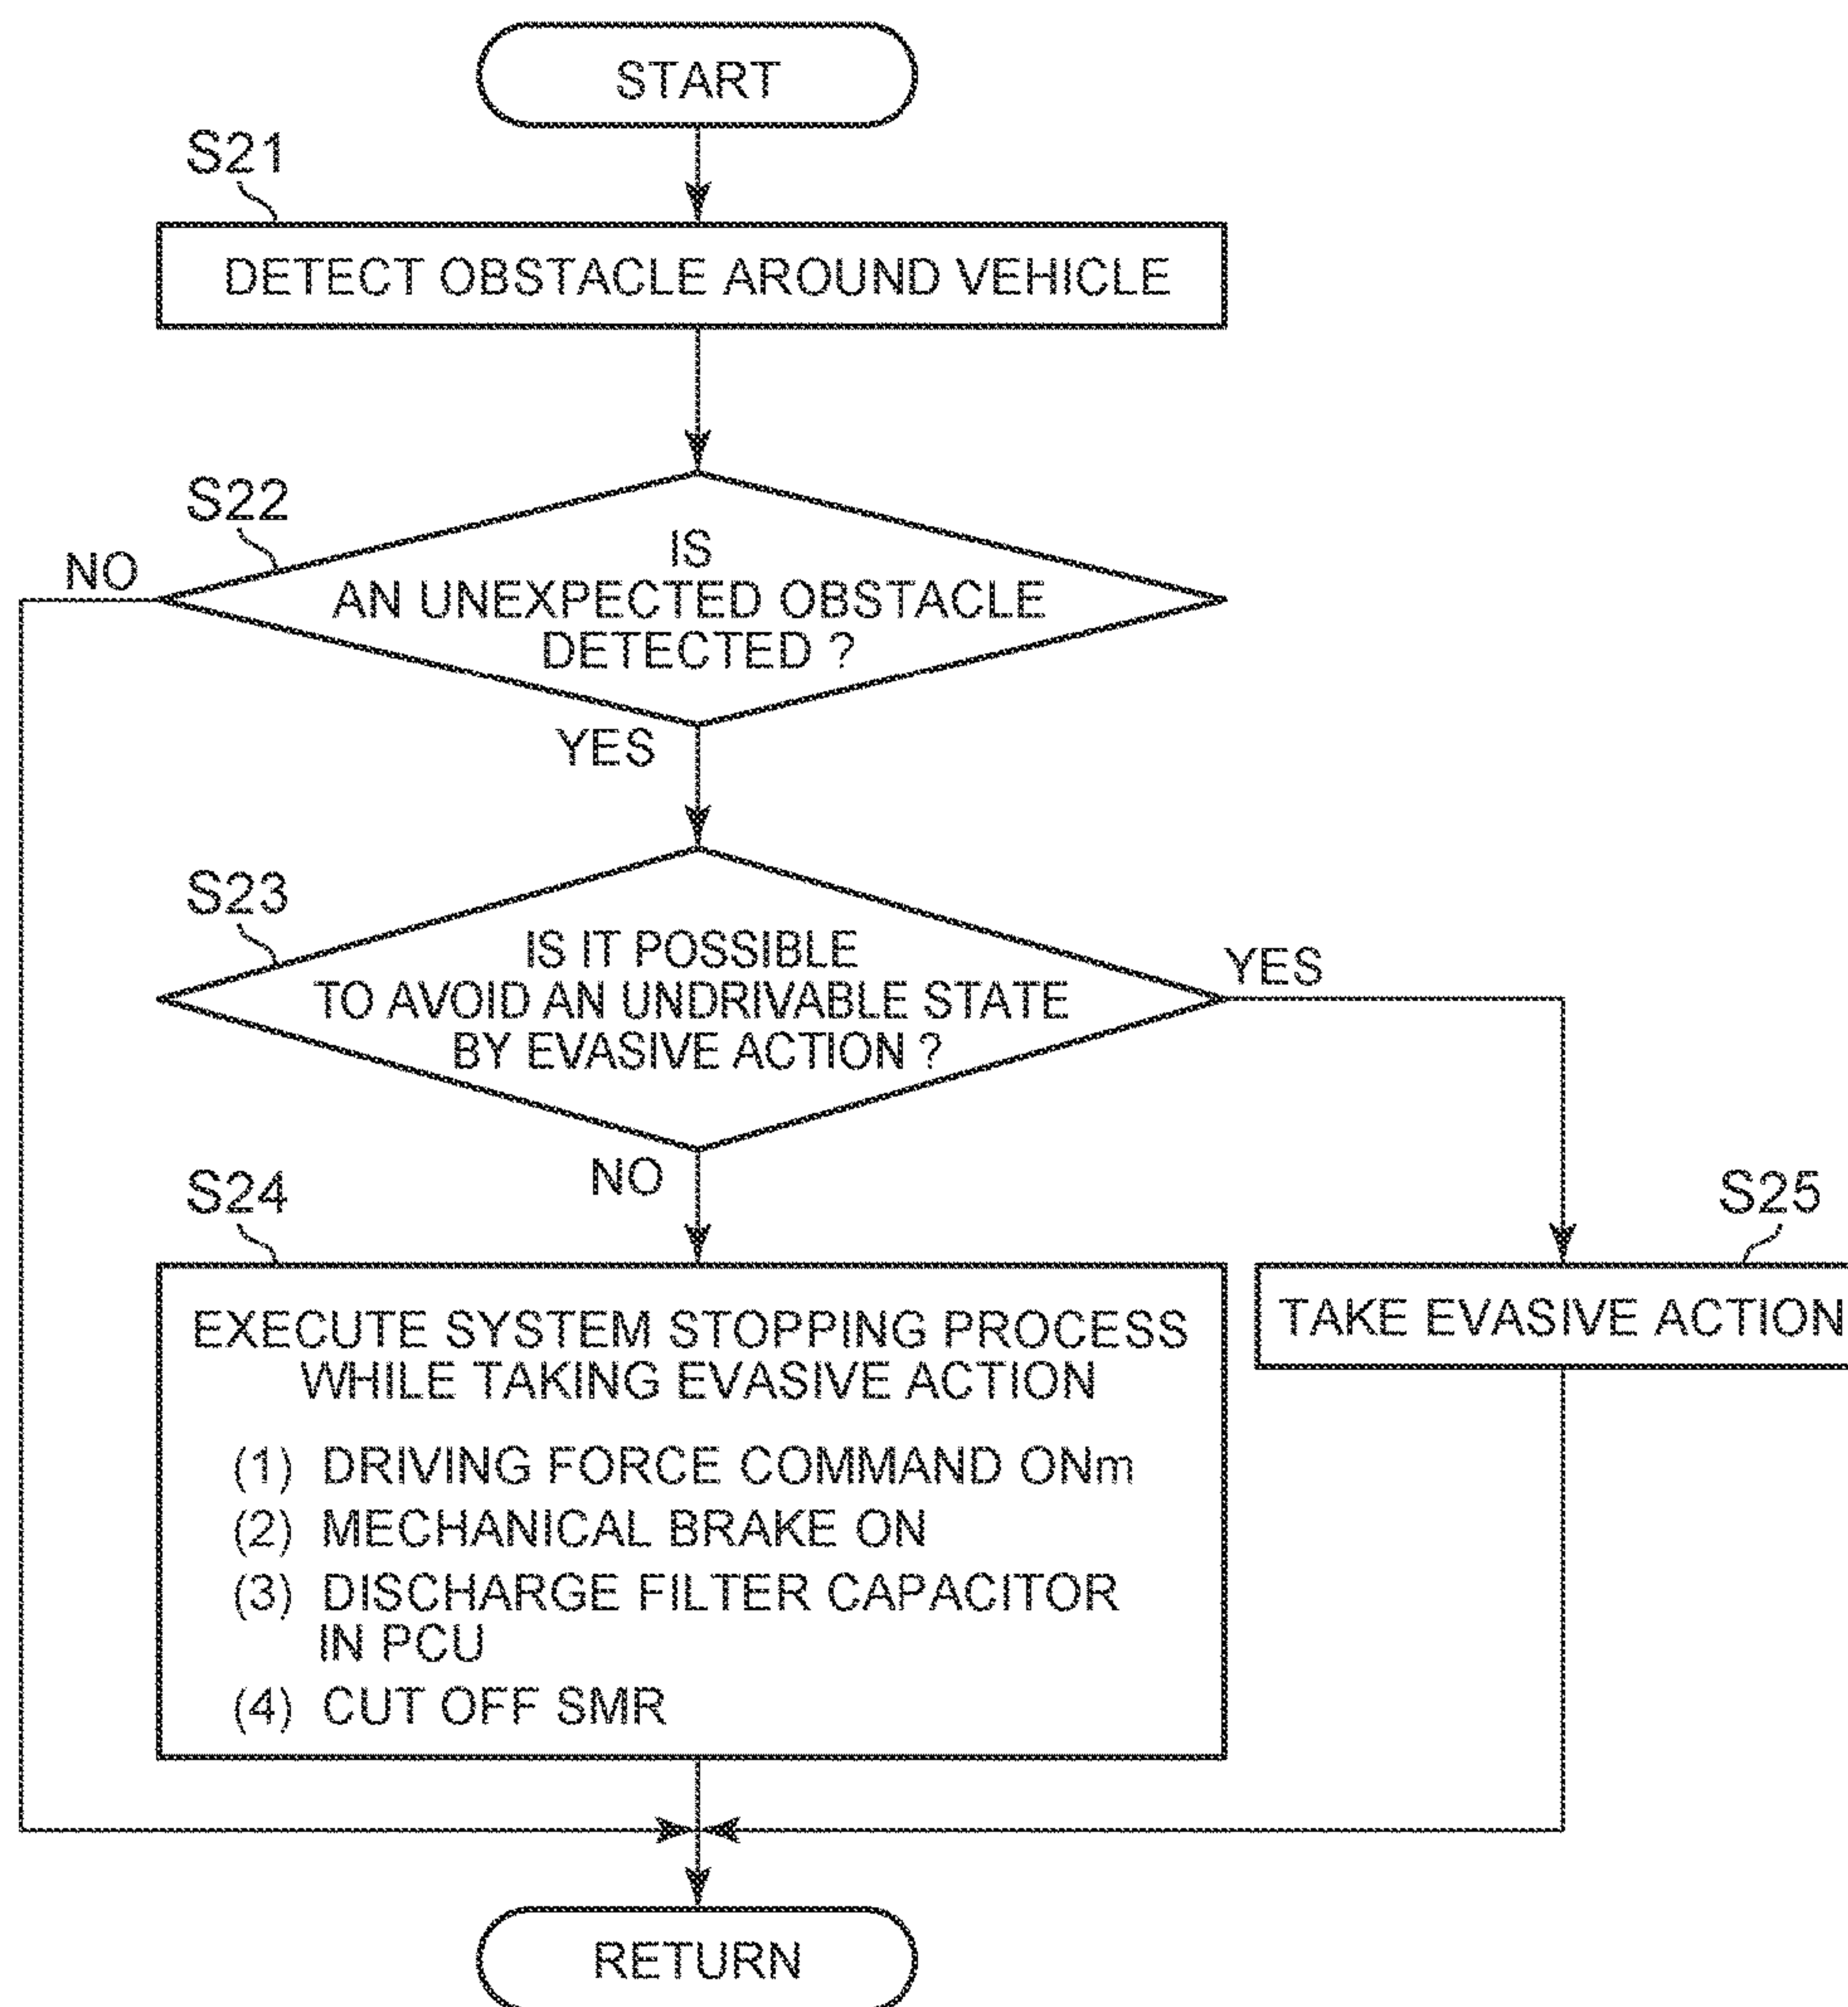 START
S21
DETECT OBSTACLE AROUND VEHICLE
S22
NO
IS
AN UNEXPECTED OBSTACLE
DETECTED ?
YES
S23
IS IT POSSIBLE
TO AVOID AN UNDRIVABLE STATE
BY EVASIVE ACTION ?
YES
NO
S24
EXECUTE SYSTEM STOPPING PROCESS
WHILE TAKING EVASIVE ACTION
(1) DRIVING FORCE COMMAND 0Nm
(2) MECHANICAL BRAKE ON
(3) DISCHARGE FILTER CAPACITOR
IN PCU
(4) CUT OFF SMR
S25
TAKE EVASIVE ACTION
RETURN